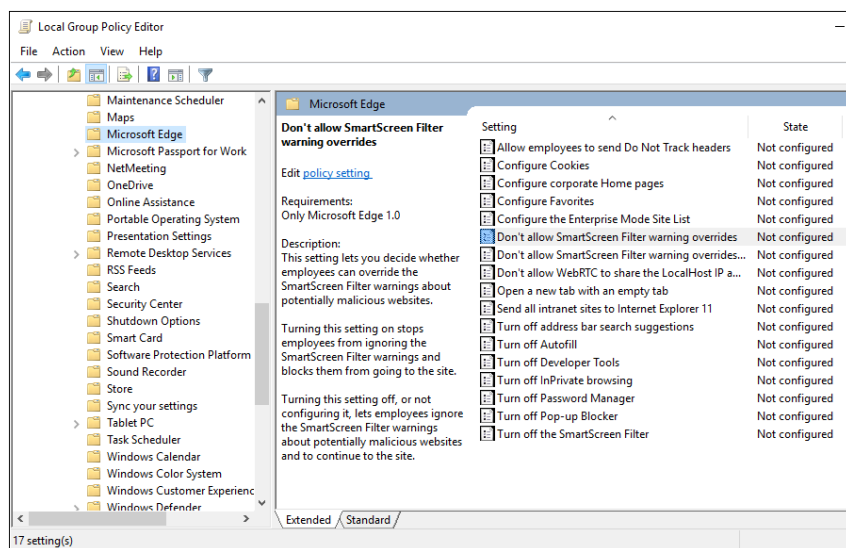 Local Group Policy Editor
File Action View Help
Maintenance Scheduler
Maps
Microsoft Edge
Microsoft Passport for Work
NetMeeting
OneDrive
Online Assistance
Portable Operating System
Presentation Settings
Remote Desktop Services
RSS Feeds
Search
Security Center
Shutdown Options
Smart Card
Software Protection Platform
Sound Recorder
Store
Sync your settings
Tablet PC
Task Scheduler
Windows Calendar
Windows Color System
Windows Customer Experienc
Windows Defender
Microsoft Edge
Don't allow SmartScreen Filter
warning overrides
Edit policy setting
Requirements:
Only Microsoft Edge 1.0
Description:
This setting lets you decide whether
employees can override the
SmartScreen Filter warnings about
potentially malicious websites.
Turning this setting on stops
employees from ignoring the
SmartScreen Filter warnings and
blocks them from going to the site.
Turning this setting off, or not
configuring it, lets employees ignore
the SmartScreen Filter warnings
about potentially malicious websites
and to continue to the site.
Setting State
Allow employees to send Do Not Track headers Not configured
Configure Cookies Not configured
Configure corporate Home pages Not configured
Configure Favorites Not configured
Configure the Enterprise Mode Site List Not configured
Don't allow SmartScreen Filter warning overrides Not configured
Don't allow SmartScreen Filter warning overrides... Not configured
Don't allow WebRTC to share the LocalHost IP a... Not configured
Open a new tab with an empty tab Not configured
Send all intranet sites to Internet Explorer 11 Not configured
Turn off address bar search suggestions Not configured
Turn off Autofill Not configured
Turn off Developer Tools Not configured
Turn off InPrivate browsing Not configured
Turn off Password Manager Not configured
Turn off Pop-up Blocker Not configured
Turn off the SmartScreen Filter Not configured
Extended Standard
17 setting(s)